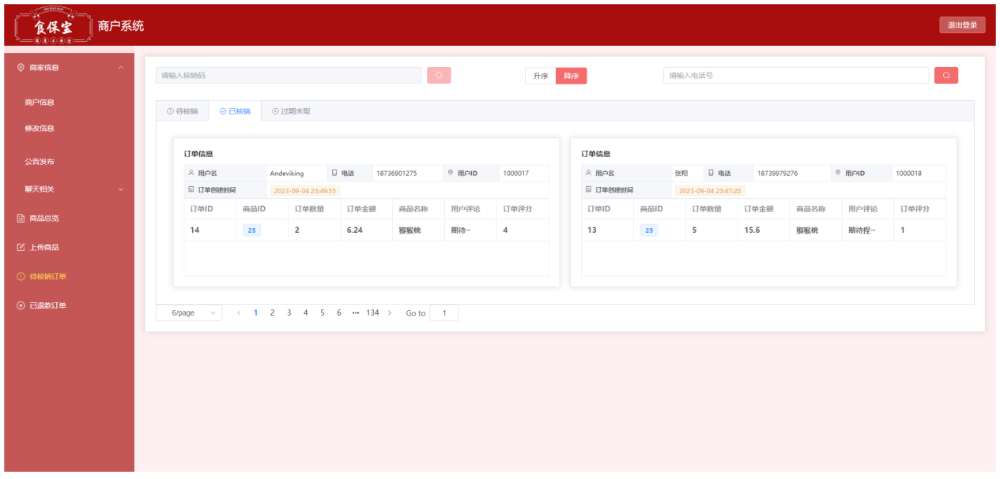 食保宝 商户系统 退出登录
商家信息
商户信息
修改信息
公告发布
聊天相关
商品总览
上传商品
待核销订单
已退款订单
请输入核销码 升序 降序 请输入电话号
待核销 已核销 过期未取
订单信息
用户名 Andeviking 电话 18736901275 用户ID 1000017
订单创建时间 2023-09-04 23:49:55
订单ID 商品ID 订单数量 订单金额 商品名称 用户评论 订单评分
14 25 2 6.24 猕猴桃 期待~ 4
订单信息
用户名 张翔 电话 18739979276 用户ID 1000018
订单创建时间 2023-09-04 23:47:20
订单ID 商品ID 订单数量 订单金额 商品名称 用户评论 订单评分
13 25 5 15.6 猕猴桃 期待捏~ 1
6/page 1 2 3 4 5 6 ••• 134 Go to 1